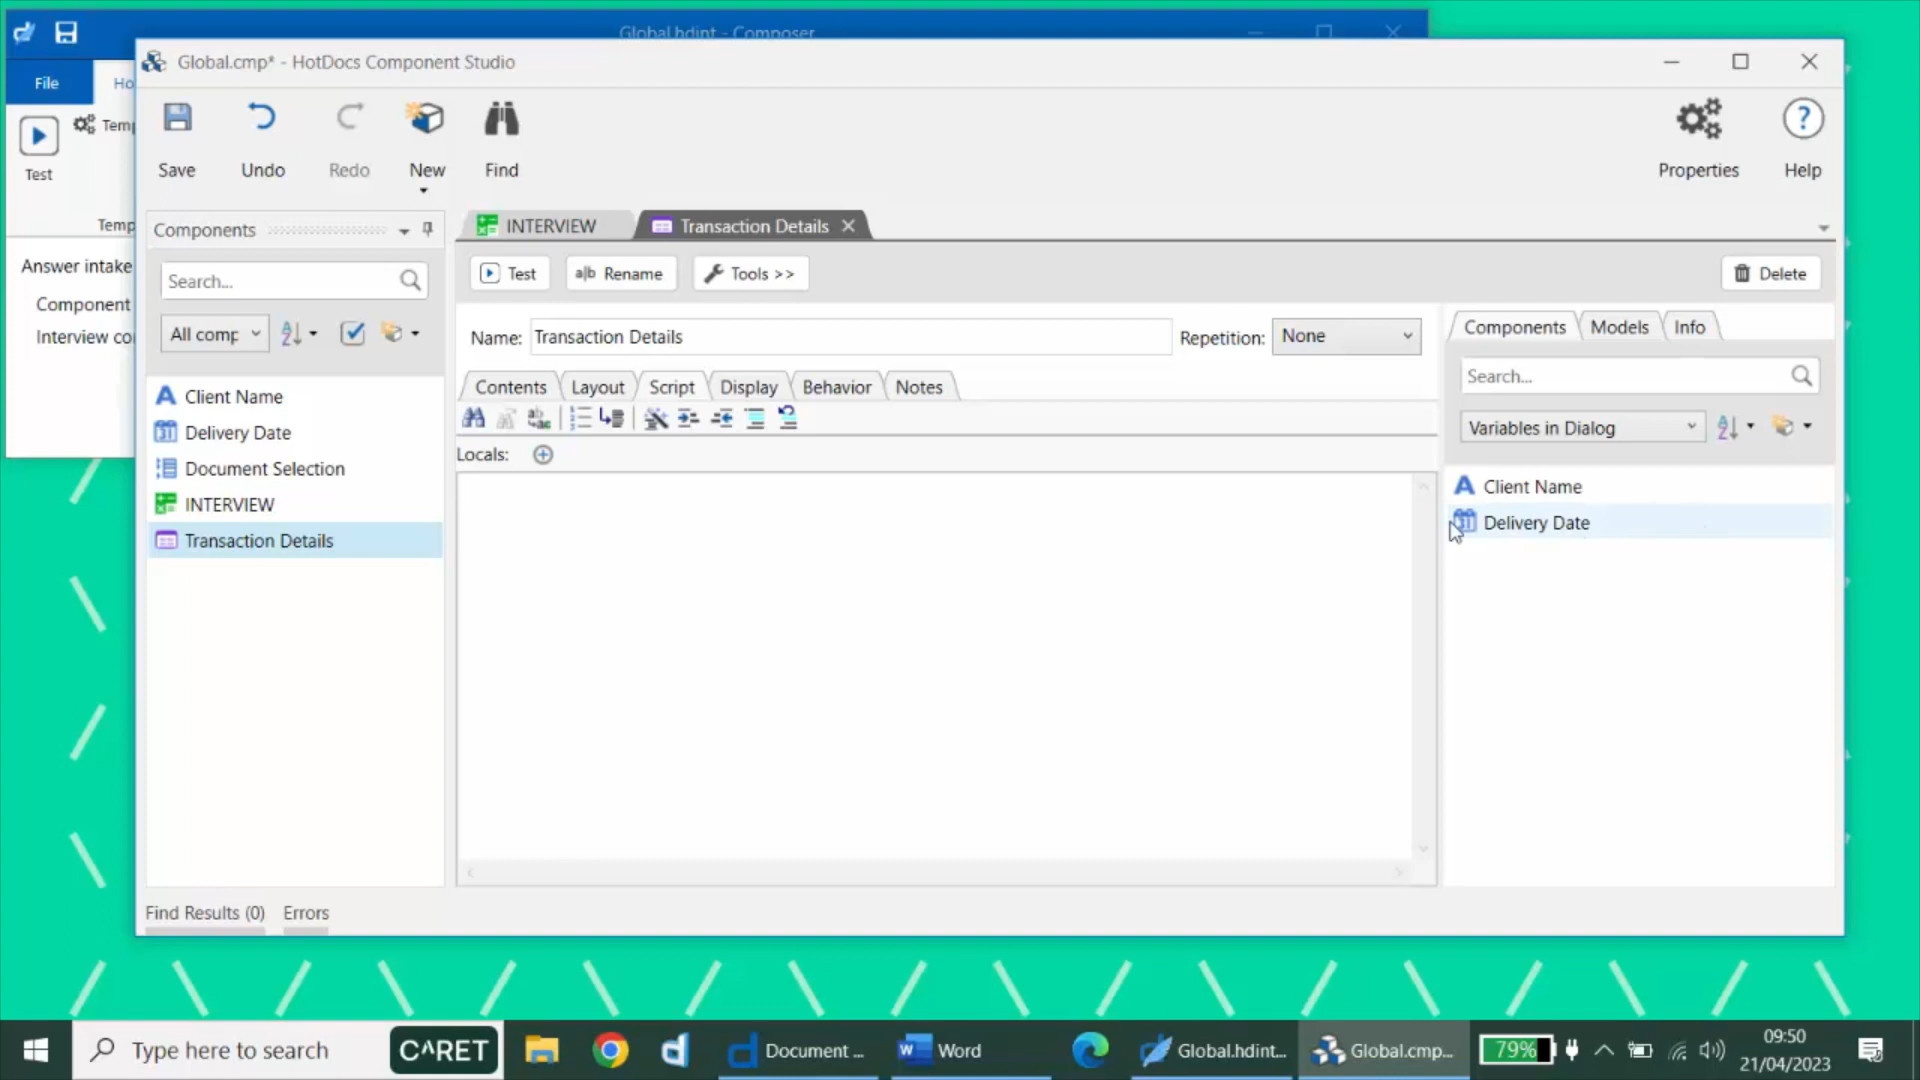 Global.hdint - Composer
Global.cmp* - HotDocs Component Studio
File
Ho
Temp
Test
Temp
Answer intake
Component
Interview co
Save
Undo
Redo
New
Find
Properties
Help
Components
Search...
All comp
Client Name
Delivery Date
Document Selection
INTERVIEW
Transaction Details
INTERVIEW
Transaction Details
Test
a|b Rename
Tools >>
Delete
Name: Transaction Details
Repetition: None
Contents
Layout
Script
Display
Behavior
Notes
Locals:
Components
Models
Info
Search...
Variables in Dialog
Client Name
31 Delivery Date
Find Results (0)
Errors
Type here to search
C^RET
Document ...
Word
Global.hdint...
Global.cmp...
79%
09:50
21/04/2023